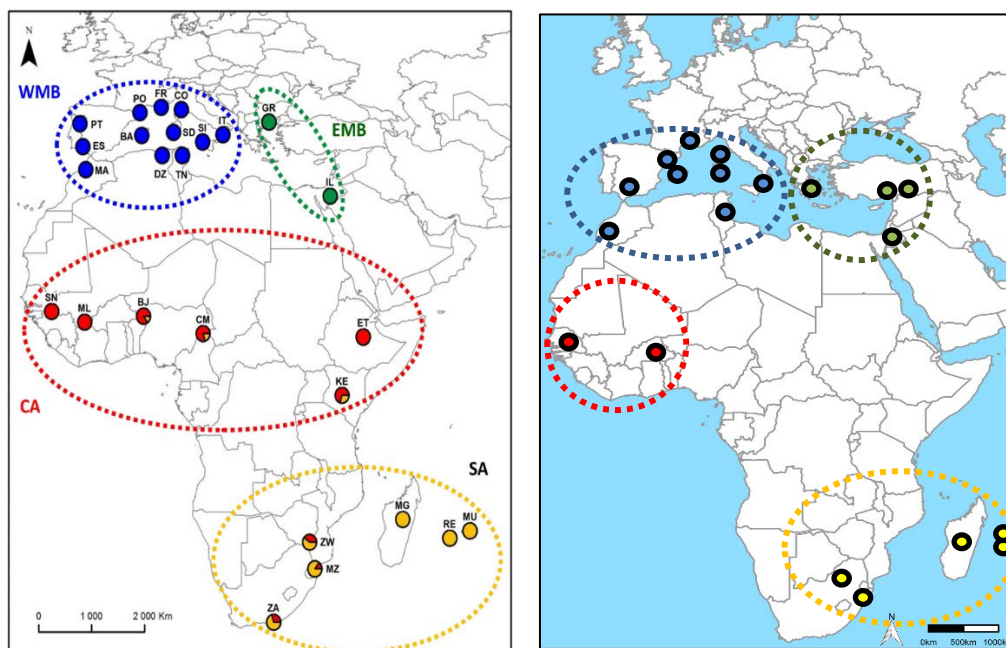 N
WMB
FR
CO
PO
GR
PT
IT
EMB
BA
SD
SI
ES
MA
DZ
TN
IL
SN
ML
BJ
CM
ET
KE
CA
SA
MG
MU
RE
ZW
MZ
ZA
0
1 000
2 000 Km
N
0km
500km
1000k